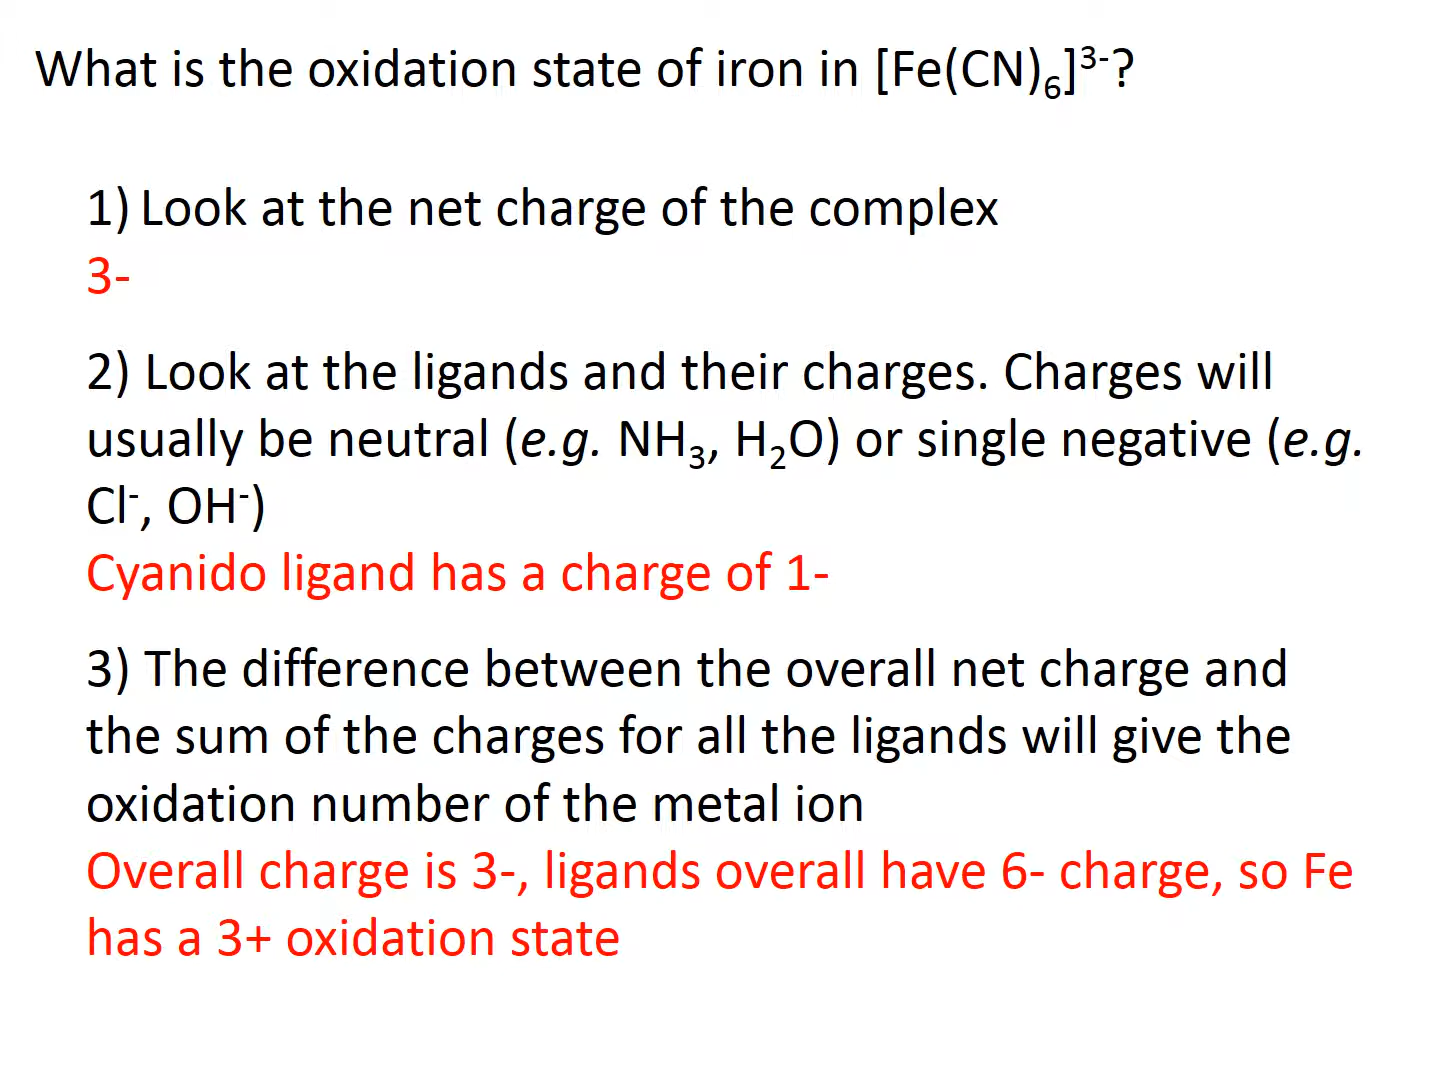 What is the oxidation state of iron in [Fe(CN)₆]³⁻?
1) Look at the net charge of the complex
3-
2) Look at the ligands and their charges. Charges will
usually be neutral (e.g. NH₃, H₂O) or single negative (e.g.
Cl⁻, OH⁻)
Cyanido ligand has a charge of 1-
3) The difference between the overall net charge and
the sum of the charges for all the ligands will give the
oxidation number of the metal ion
Overall charge is 3-, ligands overall have 6- charge, so Fe
has a 3+ oxidation state